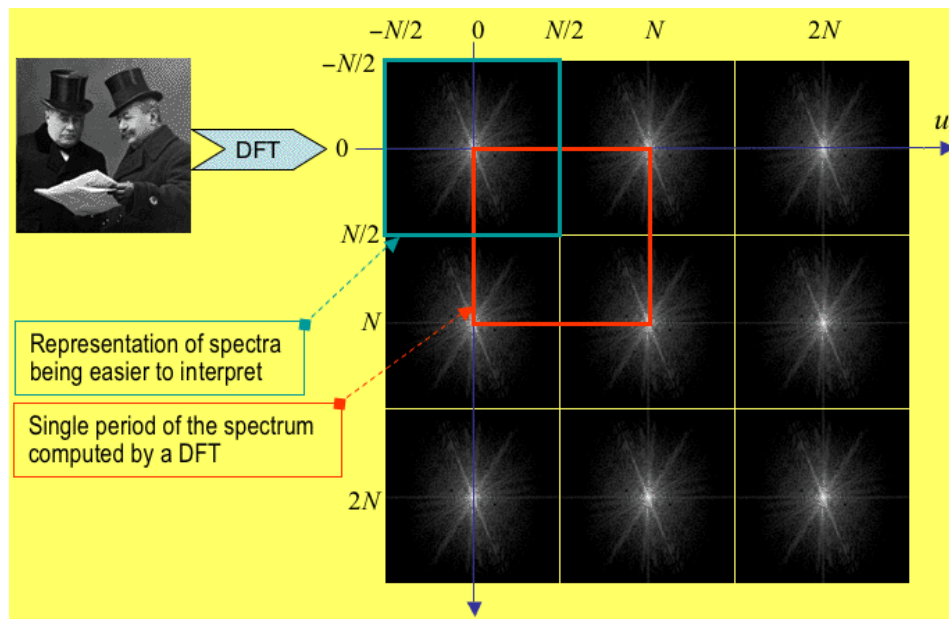 -N/2 0 N/2 N 2N
-N/2
DFT
0
u
N/2
N
Representation of spectra
being easier to interpret
Single period of the spectrum
computed by a DFT
2N